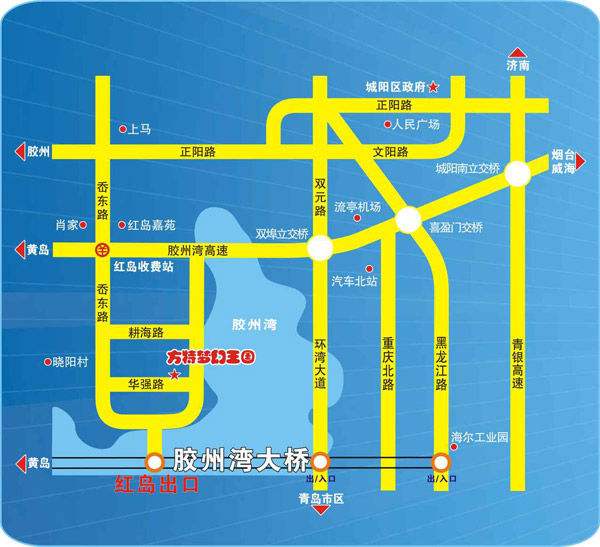 济南
城阳区政府
正阳路
上马
人民广场
胶州
正阳路
文阳路
烟台
威海
城阳南立交桥
岙东路
双元路
流亭机场
肖家
红岛嘉苑
双埠立交桥
喜盈门立交桥
黄岛
胶州湾高速
红岛收费站
汽车北站
岙东路
胶州湾
耕海路
环湾大道
重庆北路
黑龙江路
青银高速
晓阳村
方特梦幻王国
华强路
海尔工业园
黄岛
胶州湾大桥
红岛出口
出/入口
出/入口
青岛市区